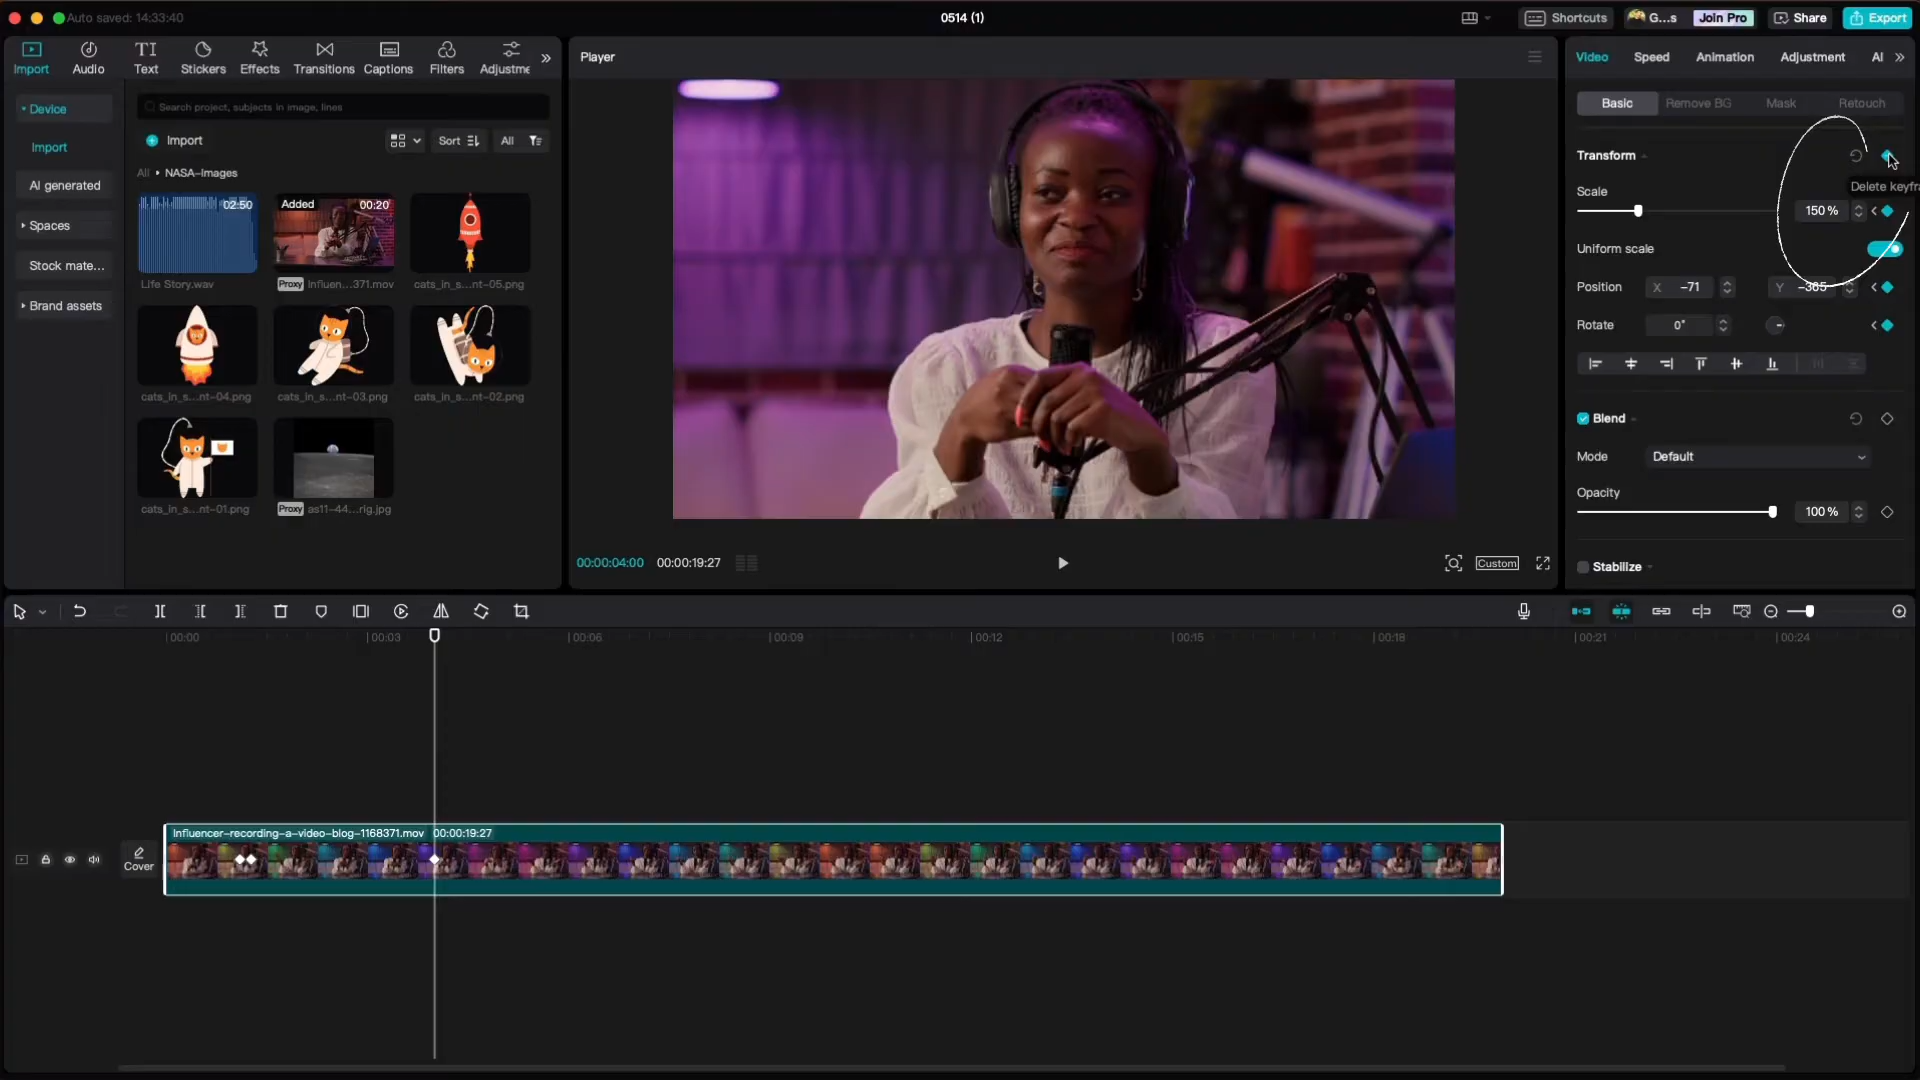 Auto saved: 14:33:40
0514 (1)
Shortcuts
G...s
Join Pro
Share
Export
Import
Audio
TI
Text
Stickers
Effects
Transitions
Captions
Filters
Adjustme
Device
Import
AI generated
Spaces
Stock mate...
Brand assets
Search project, subjects in image, lines
Import
Sort
All
All • NASA-Images
02:50
Life Story.wav
Added
00:20
Proxy
Influen...371.mov
cats_in_s...nt-05.png
cats_in_s...nt-04.png
cats_in_s...nt-03.png
cats_in_s...nt-02.png
cats_in_s...nt-01.png
Proxy
as11-44...rig.jpg
Player
00:00:04:00
00:00:19:27
Custom
Video
Speed
Animation
Adjustment
AI
Basic
Remove BG
Mask
Retouch
Transform
Delete keyfra
Scale
150 %
Uniform scale
Position
X -71
Y -365
Rotate
0°
Blend
Mode
Default
Opacity
100 %
Stabilize
00:00
00:03
00:06
00:09
00:12
00:15
00:18
00:21
00:24
Cover
Influencer-recording-a-video-blog-1168371.mov 00:00:19:27